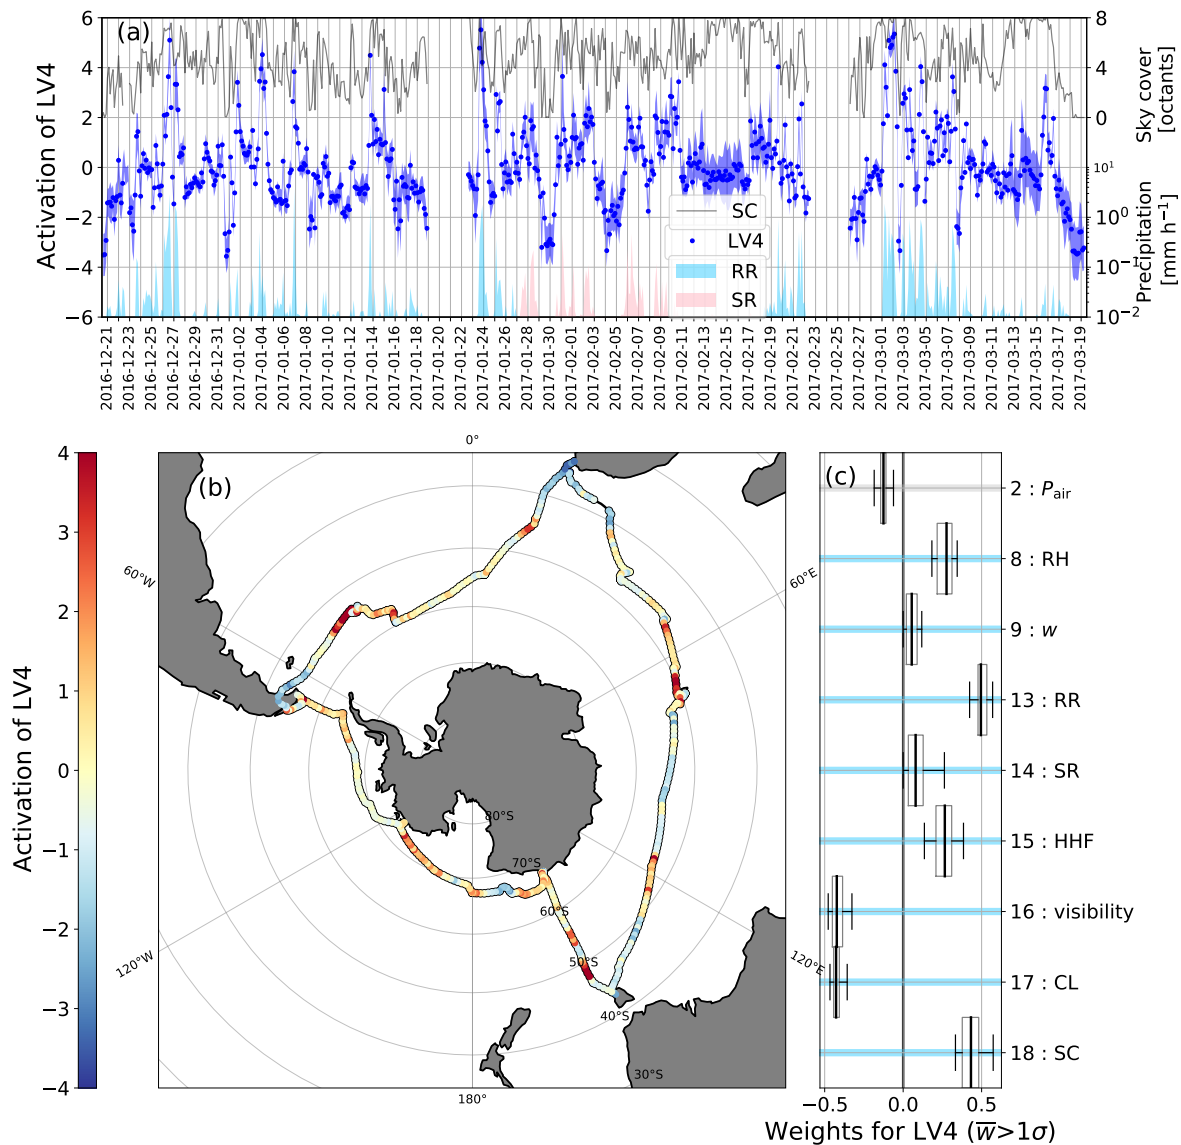 (a)
Activation of LV4
6
4
2
0
−2
−4
−6
8
4
0
Sky cover
[octants]
10¹
10⁰
10⁻¹
10⁻²
Precipitation
[mm h⁻¹]
SC
LV4
RR
SR
2016-12-21
2016-12-23
2016-12-25
2016-12-27
2016-12-29
2016-12-31
2017-01-02
2017-01-04
2017-01-06
2017-01-08
2017-01-10
2017-01-12
2017-01-14
2017-01-16
2017-01-18
2017-01-22
2017-01-24
2017-01-26
2017-01-28
2017-01-30
2017-02-01
2017-02-03
2017-02-05
2017-02-07
2017-02-09
2017-02-11
2017-02-13
2017-02-15
2017-02-17
2017-02-19
2017-02-21
2017-02-23
2017-02-27
2017-03-01
2017-03-03
2017-03-05
2017-03-07
2017-03-09
2017-03-11
2017-03-13
2017-03-15
2017-03-17
2017-03-19
Activation of LV4
4
3
2
1
0
−1
−2
−3
−4
(b)
0°
60°W
60°E
120°W
120°E
180°
80°S
70°S
60°S
50°S
40°S
30°S
(c)
2 : P_air
8 : RH
9 : w
13 : RR
14 : SR
15 : HHF
16 : visibility
17 : CL
18 : SC
−0.5 0.0 0.5
Weights for LV4 (w̅>1σ)